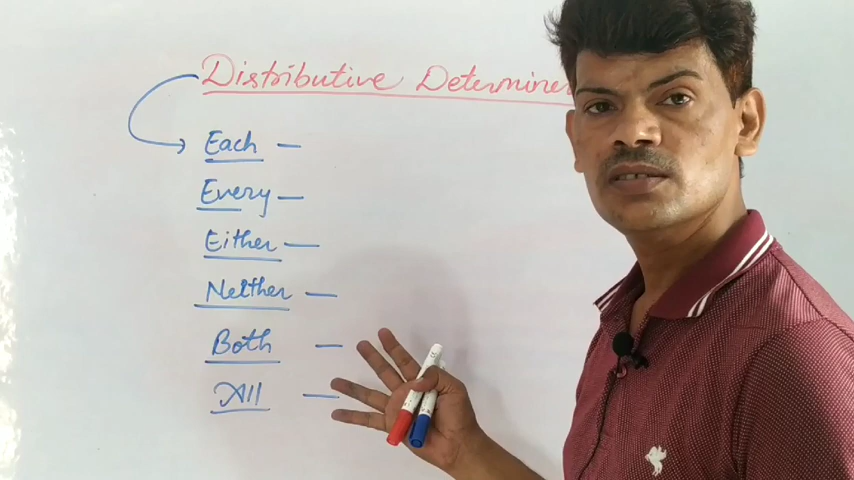 Distributive Determiner
Each –
Every –
Either –
Neither –
Both –
All –